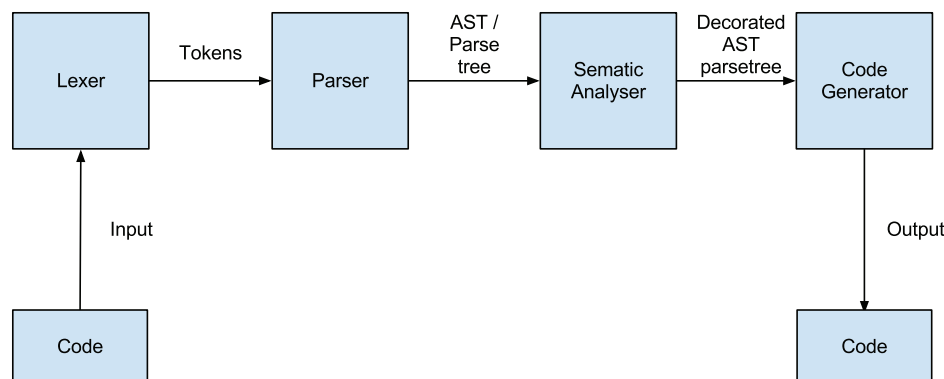 Lexer
Tokens
Parser
AST /
Parse
tree
Sematic
Analyser
Decorated
AST
parsetree
Code
Generator
Input
Output
Code
Code